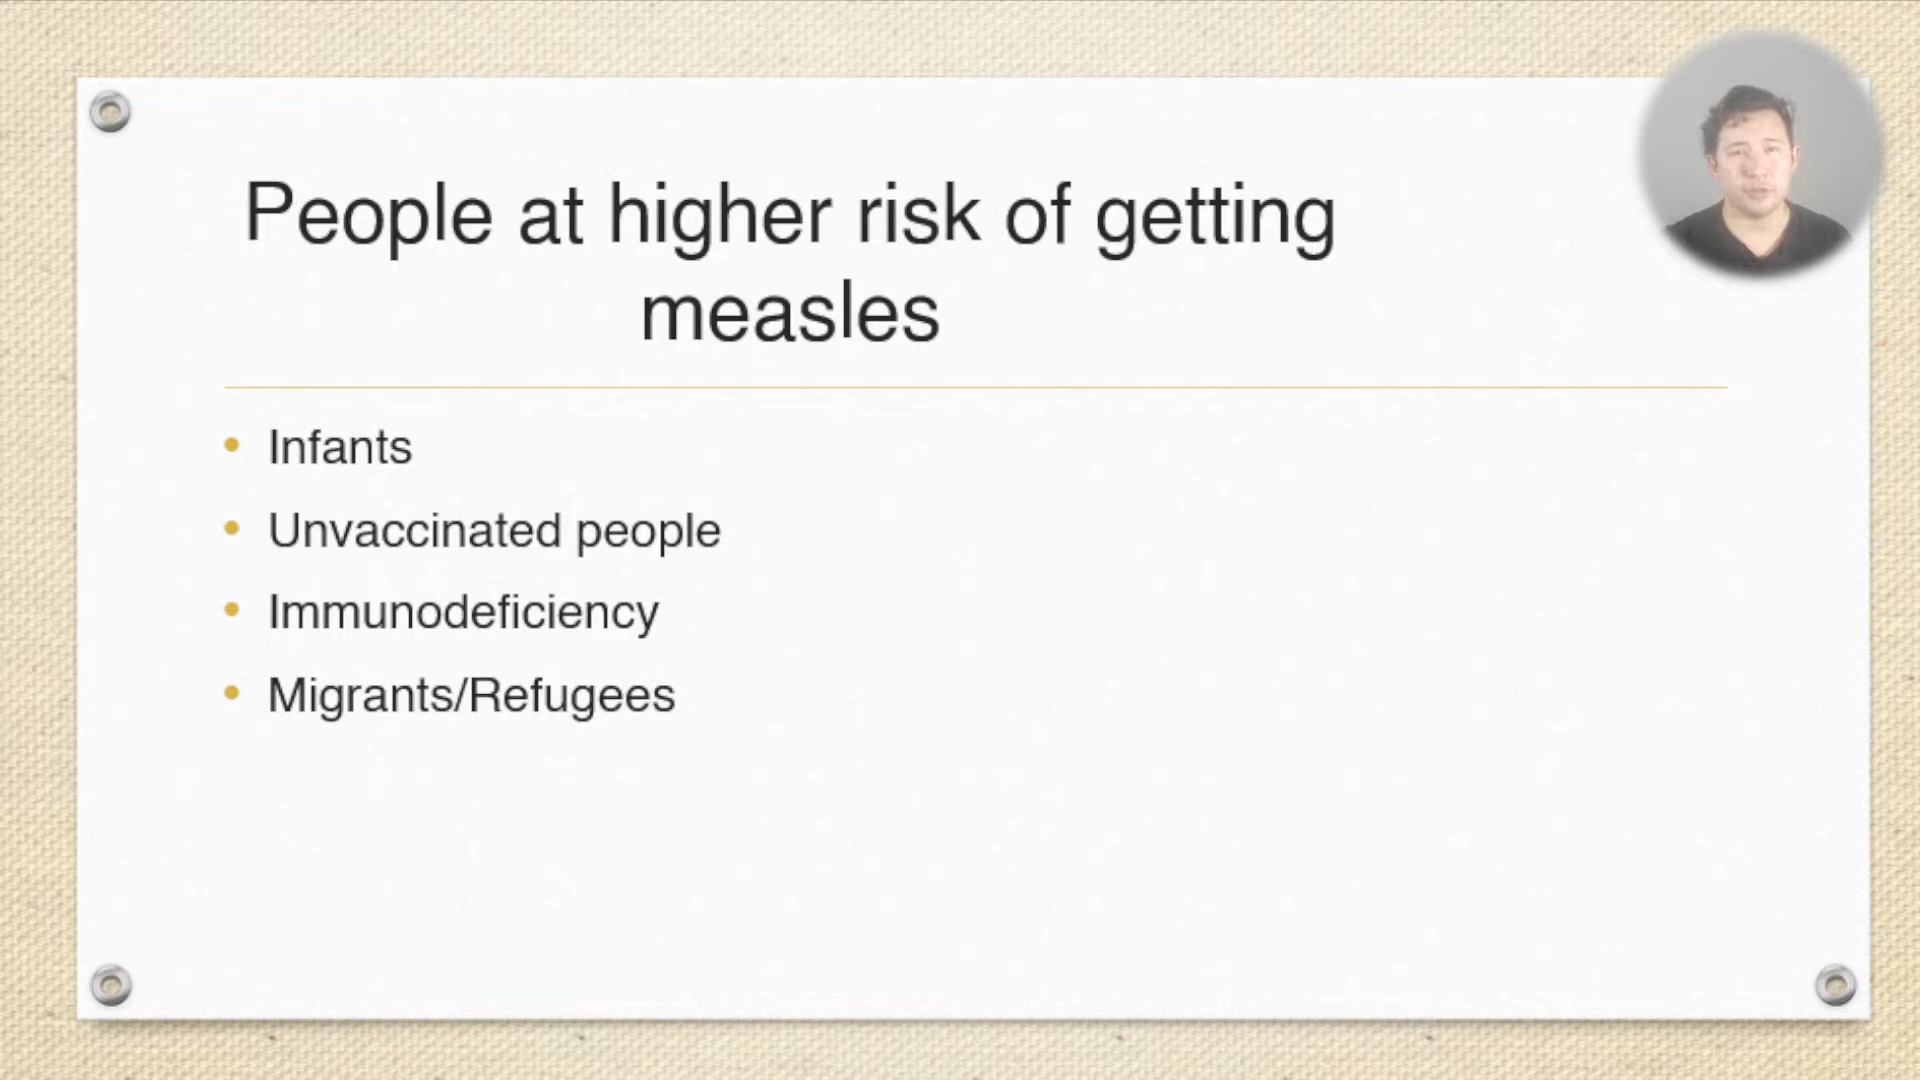 People at higher risk of getting
measles
• Infants
• Unvaccinated people
• Immunodeficiency
• Migrants/Refugees